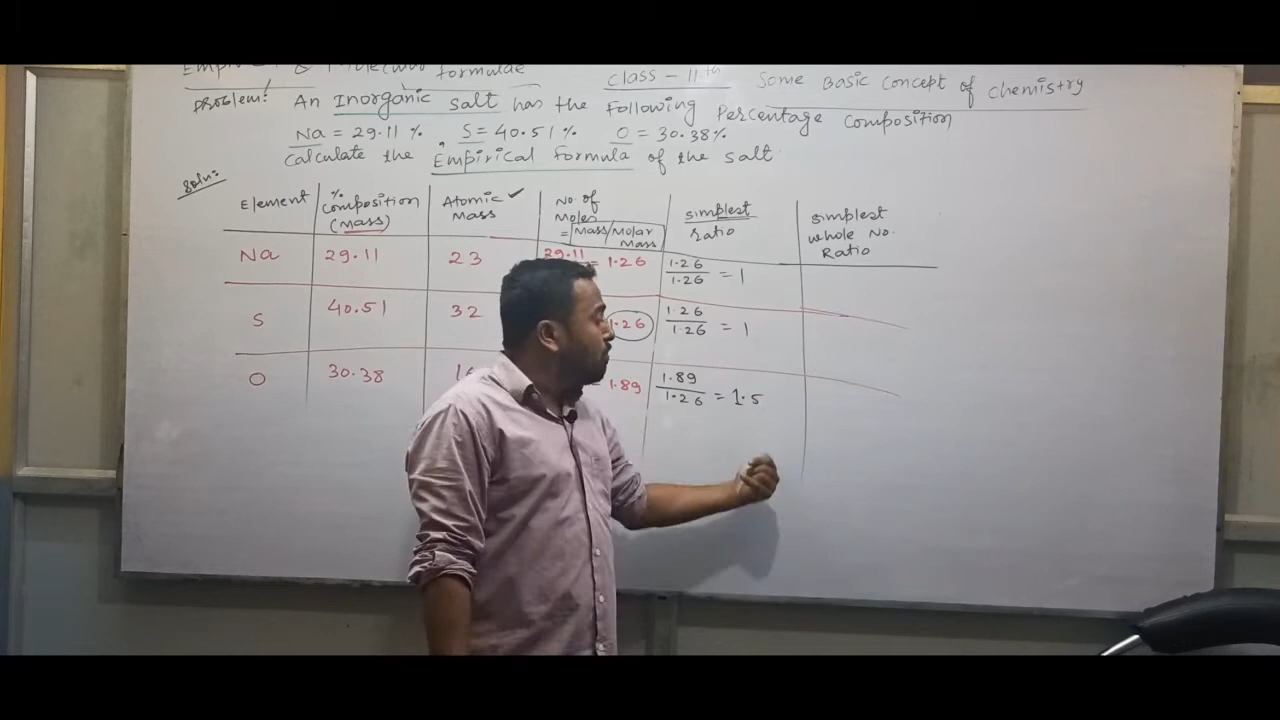 formulae
Class - 11th Some Basic Concept of Chemistry
Problem: An Inorganic salt has the Following Percentage Composition
Na = 29.11 % , S = 40.51 % O = 30.38%
Calculate the Empirical formula of the salt
Soln:
Element
% Composition (Mass)
Atomic ✓ Mass
No. of Moles = Mass/Molar Mass
simplest ratio
simplest whole No. Ratio
Na 29.11 23 29.11 = 1.26 1.26/1.26 = 1
S 40.51 32 1.26 1.26/1.26 = 1
O 30.38 = 1.89 1.89/1.26 = 1.5